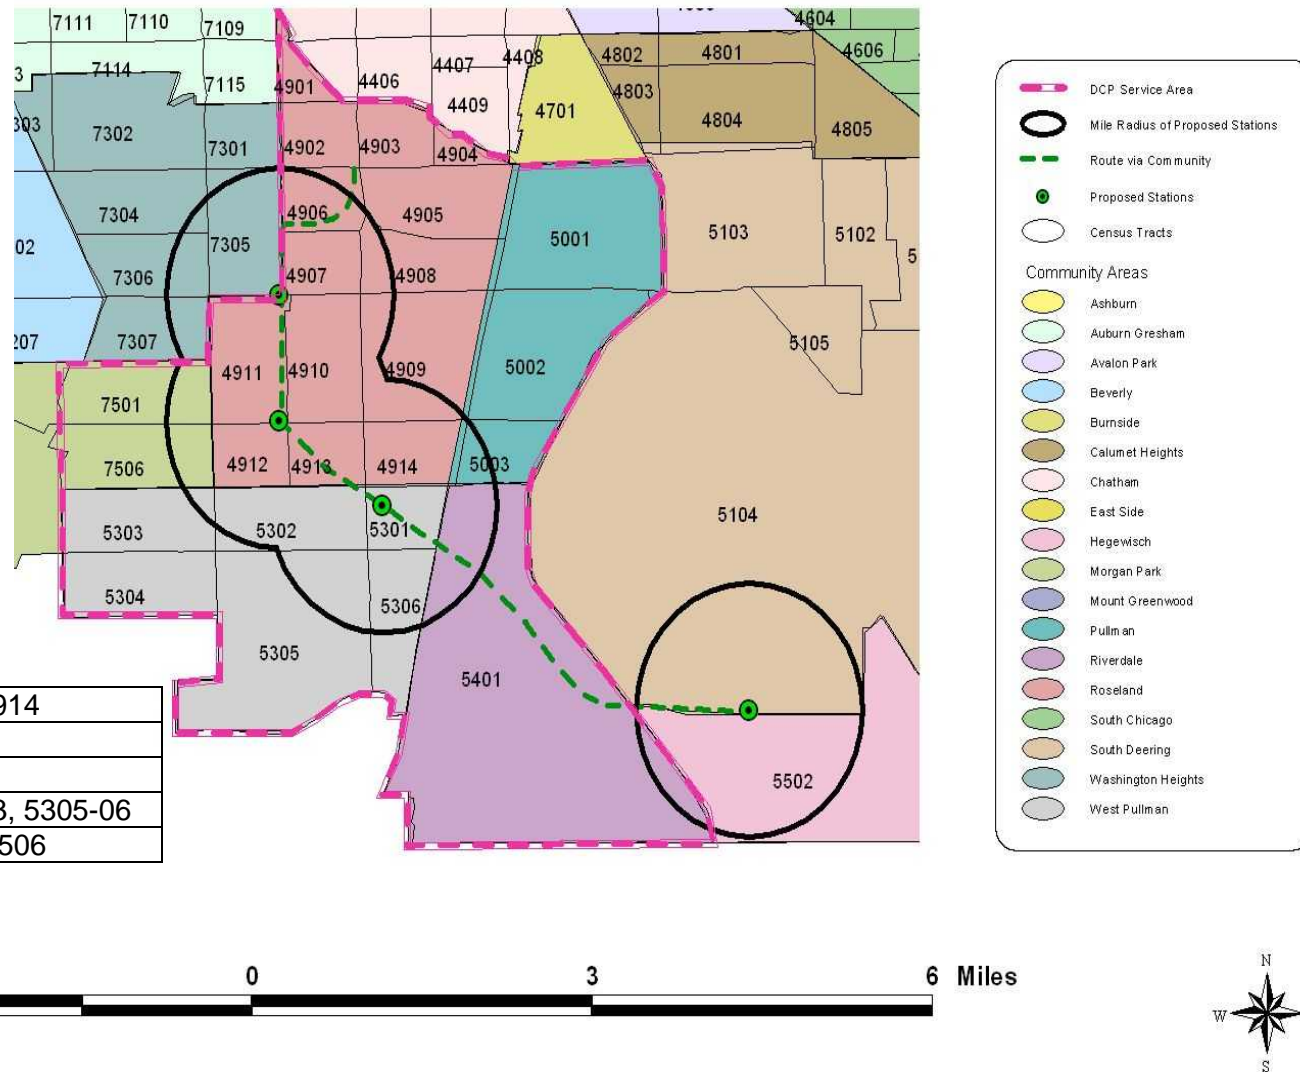 7111 7110 7109 4604
7114 7115 4901 4406 4407 4408 4802 4801 4606
4409 4701 4803 4804 4805
303 7302 7301 4902 4903 4904
7304 7305 4906 4905 5001 5103 5102
02 7306 4907 4908
207 7307 4911 4910 4909 5002 5105
7501
7506 4912 4913 4914 5003
5303 5302 5301 5104
5304 5306
5305 5401
5502
914
3, 5305-06
506
DCP Service Area
Mile Radius of Proposed Stations
Route via Community
Proposed Stations
Census Tracts
Community Areas
Ashburn
Auburn Gresham
Avalon Park
Beverly
Burnside
Calumet Heights
Chatham
East Side
Hegewisch
Morgan Park
Mount Greenwood
Pullman
Riverdale
Roseland
South Chicago
South Deering
Washington Heights
West Pullman
0 3 6 Miles
N
W
S